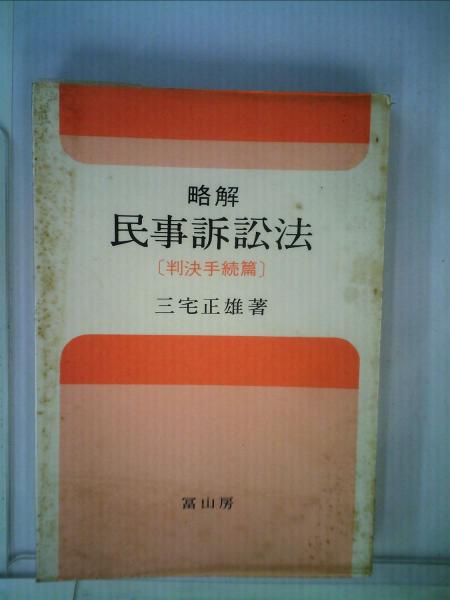 略解
民事訴訟法
〔判決手続篇〕
三宅正雄著
冨山房